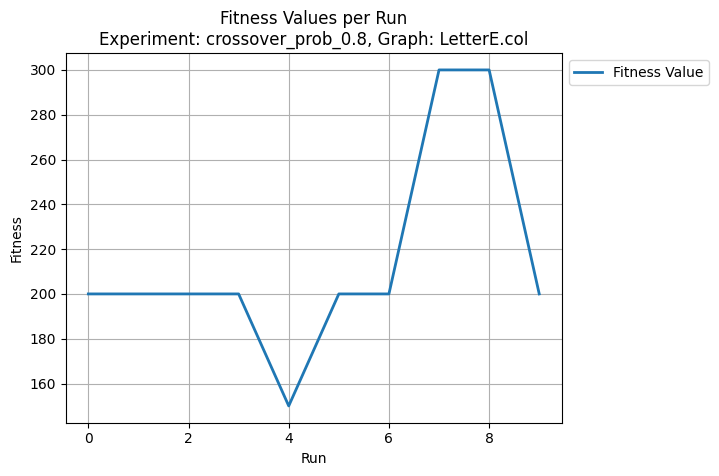 Fitness Values per Run
Experiment: crossover_prob_0.8, Graph: LetterE.col
Fitness Value
300
280
260
240
220
200
180
160
Fitness
0 2 4 6 8
Run